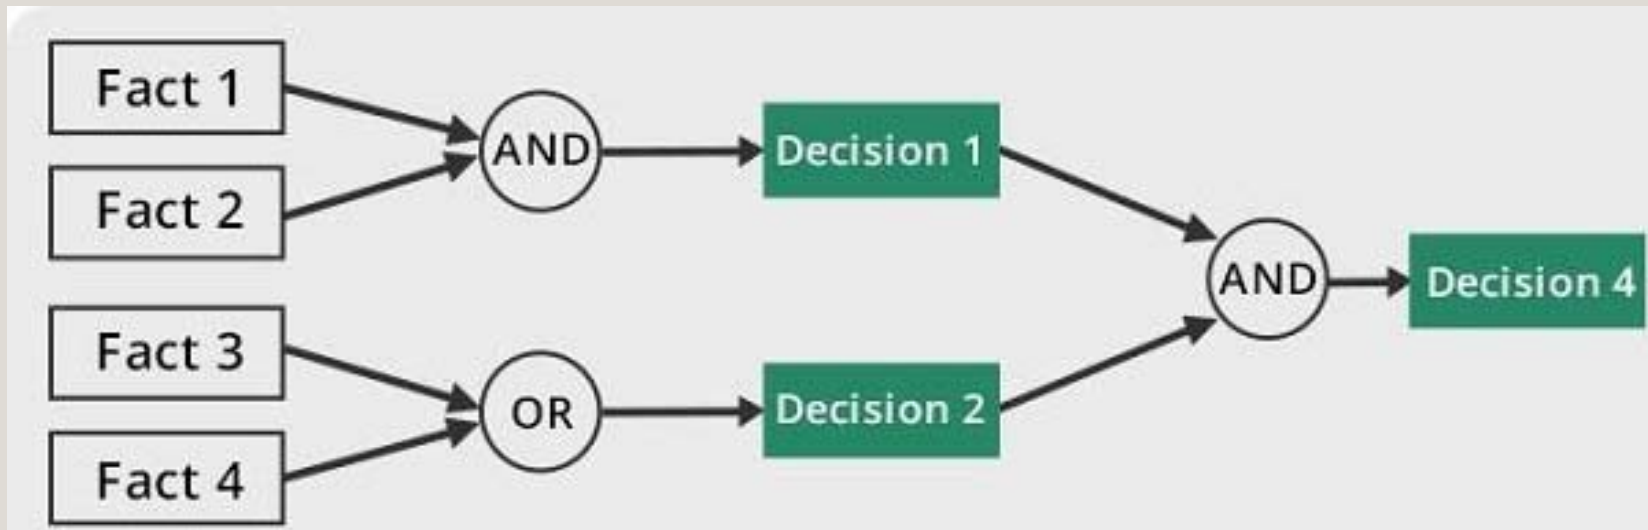 Fact 1
Fact 2
AND
Decision 1
Fact 3
Fact 4
OR
Decision 2
AND
Decision 4